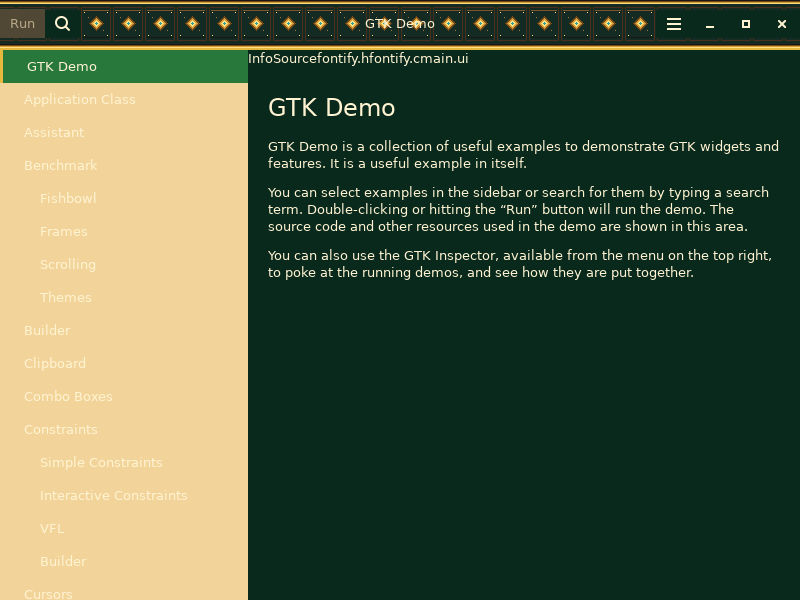 Run
GTK Demo
GTK Demo
Application Class
Assistant
Benchmark
Fishbowl
Frames
Scrolling
Themes
Builder
Clipboard
Combo Boxes
Constraints
Simple Constraints
Interactive Constraints
VFL
Builder
Cursors
InfoSourcefontify.hfontify.cmain.ui
GTK Demo
GTK Demo is a collection of useful examples to demonstrate GTK widgets and
features. It is a useful example in itself.
You can select examples in the sidebar or search for them by typing a search
term. Double-clicking or hitting the “Run” button will run the demo. The
source code and other resources used in the demo are shown in this area.
You can also use the GTK Inspector, available from the menu on the top right,
to poke at the running demos, and see how they are put together.